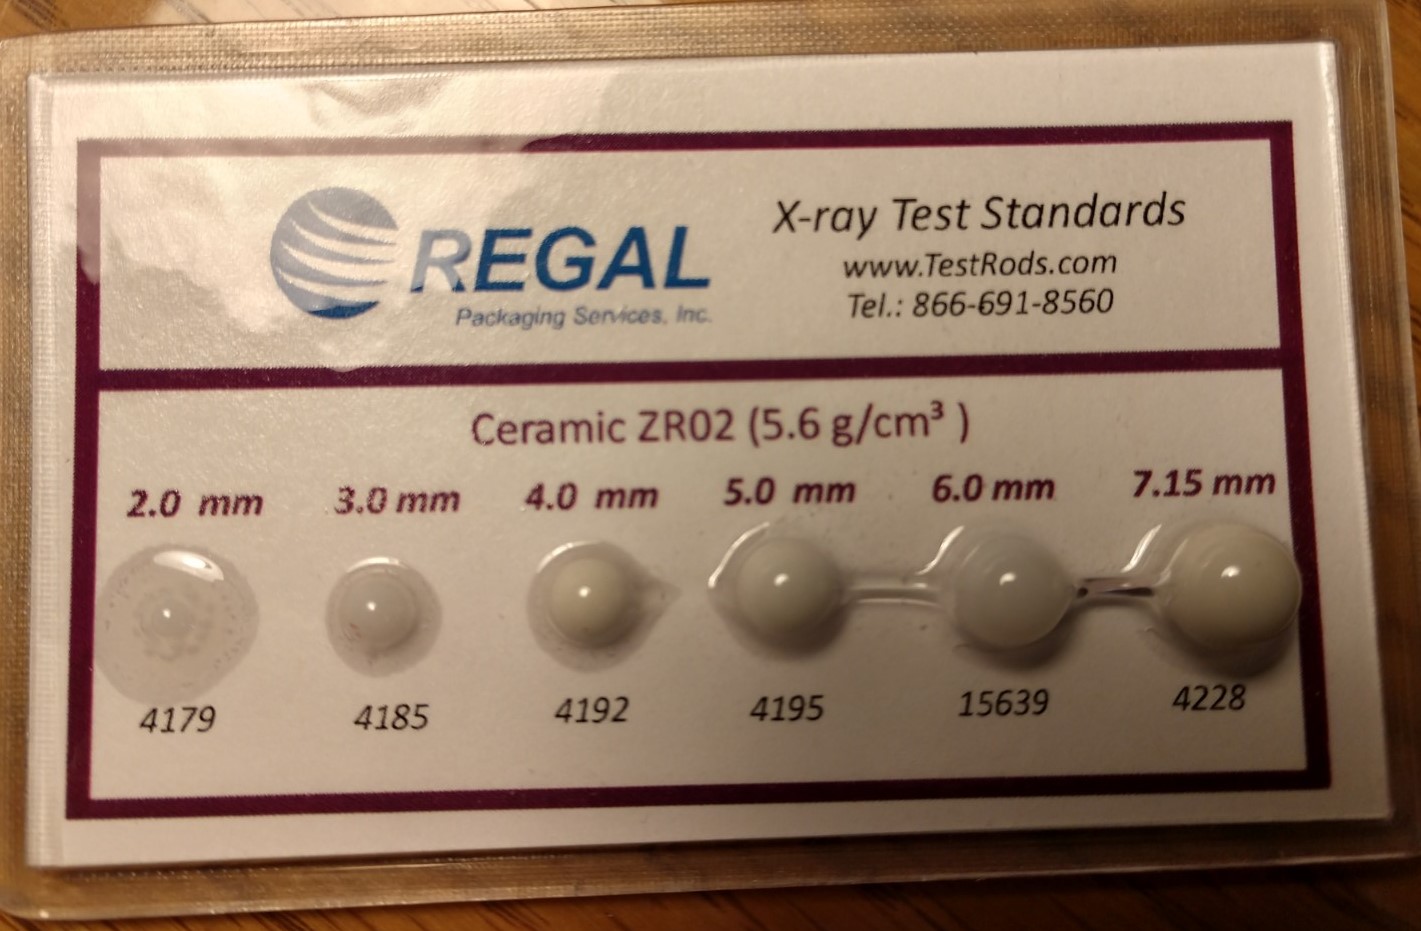 REGAL
Packaging Services, Inc.
X-ray Test Standards
www.TestRods.com
Tel.: 866-691-8560
Ceramic ZR02 (5.6 g/cm³ )
2.0 mm 3.0 mm 4.0 mm 5.0 mm 6.0 mm 7.15 mm
4179 4185 4192 4195 15639 4228